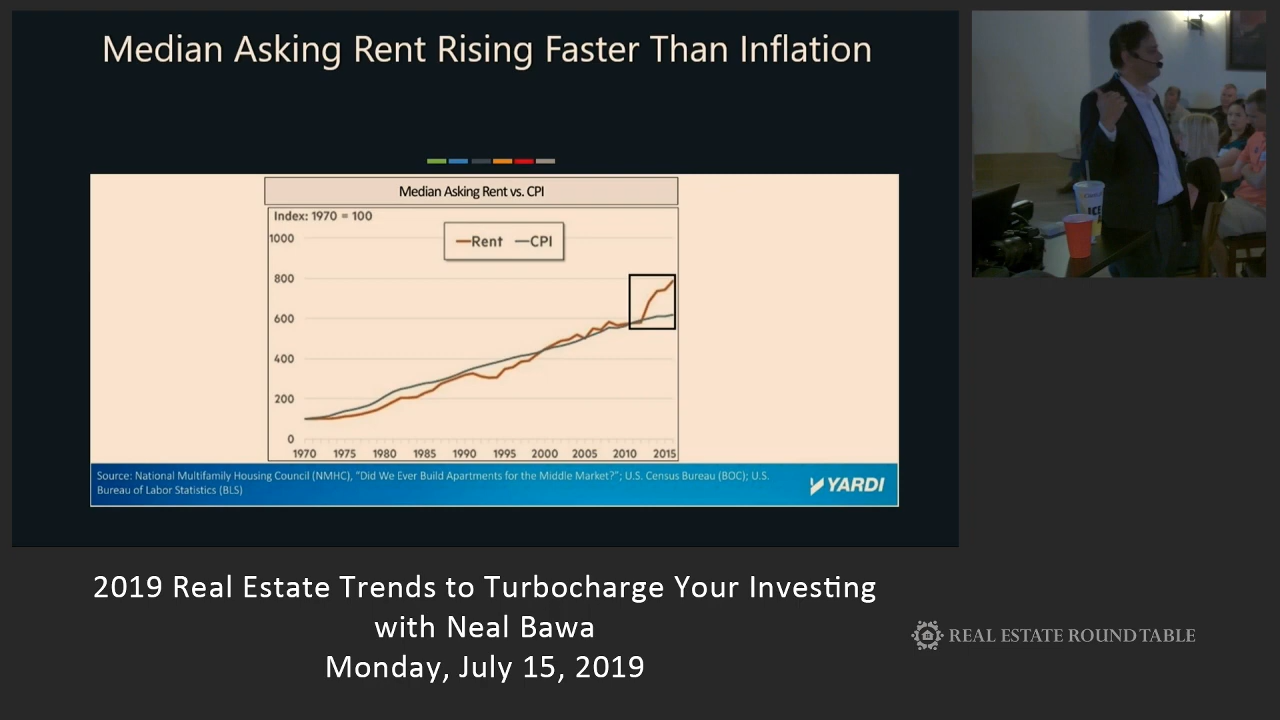 Median Asking Rent Rising Faster Than Inflation
Median Asking Rent vs. CPI
Index: 1970 = 100
Rent CPI
1000
800
600
400
200
0
1970 1975 1980 1985 1990 1995 2000 2005 2010 2015
Source: National Multifamily Housing Council (NMHC), "Did We Ever Build Apartments for the Middle Market?"; U.S. Census Bureau (BOC); U.S.
Bureau of Labor Statistics (BLS)
YARDI
ICE
2019 Real Estate Trends to Turbocharge Your Investing
with Neal Bawa
Monday, July 15, 2019
REAL ESTATE ROUND TABLE